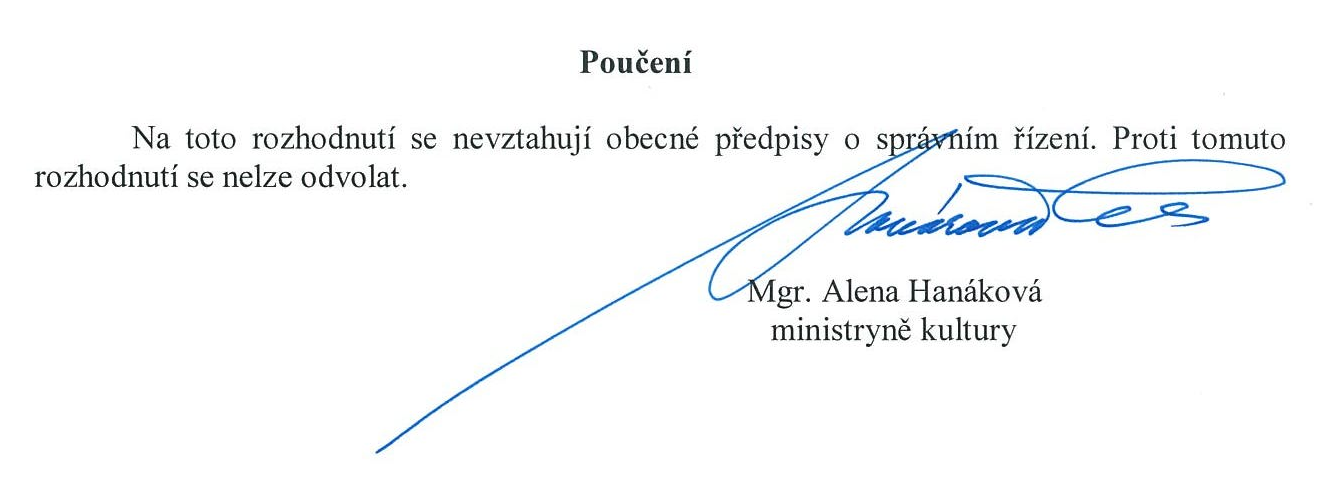 Poučení
Na toto rozhodnutí se nevztahují obecné předpisy o správním řízení. Proti tomuto
rozhodnutí se nelze odvolat.
Mgr. Alena Hanáková
ministryně kultury